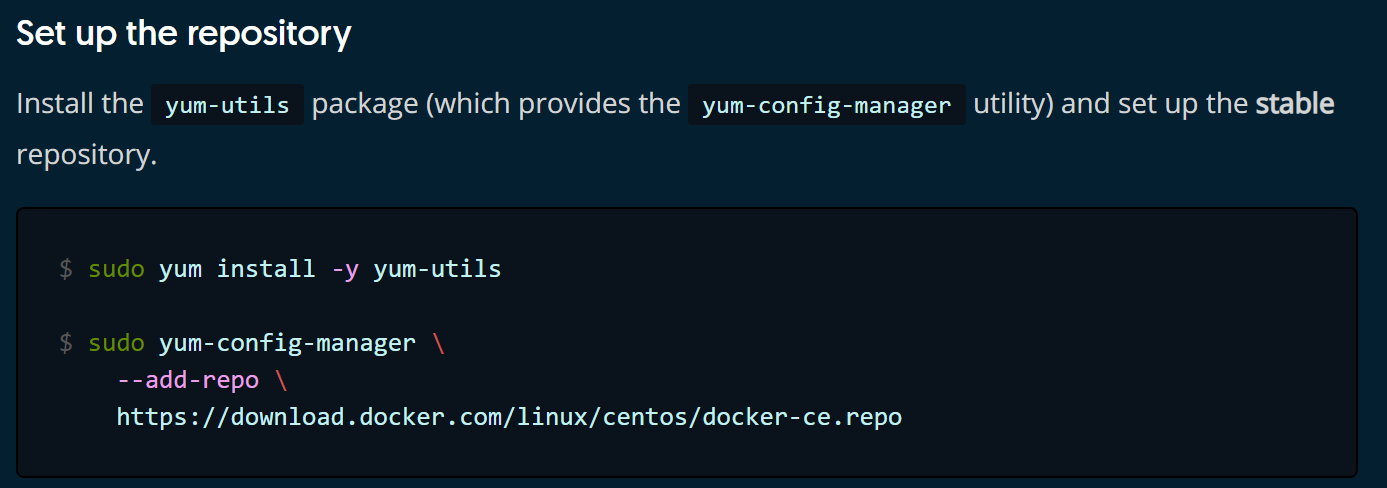 Set up the repository
Install the yum-utils package (which provides the yum-config-manager utility) and set up the stable
repository.
$ sudo yum install -y yum-utils
$ sudo yum-config-manager \
--add-repo \
https://download.docker.com/linux/centos/docker-ce.repo